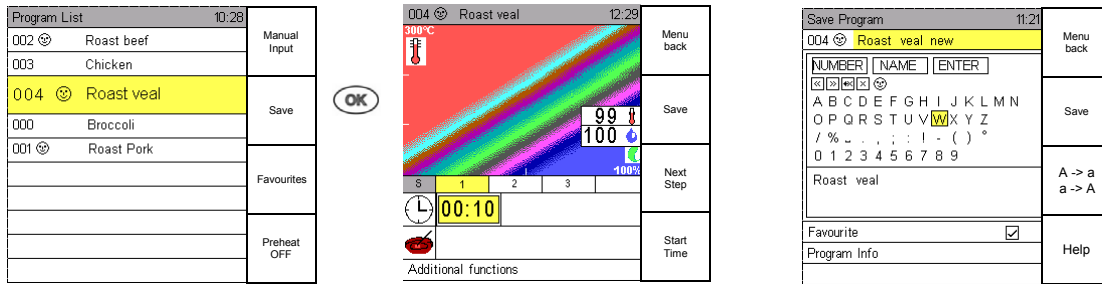 Program List 10:28
002 Roast beef
003 Chicken
004 Roast veal
000 Broccoli
001 Roast Pork
Manual
Input
Save
Favourites
Preheat
OFF
OK
004 Roast veal 12:29
300°C
99
100
100%
S 1 2 3
00:10
Additional functions
Menu
back
Save
Next
Step
Start
Time
Save Program 11:21
004 Roast veal new
NUMBER NAME ENTER
A B C D E F G H I J K L M N
O P Q R S T U V W X Y Z
/ % _ . , ; : ! - ( ) °
0 1 2 3 4 5 6 7 8 9
Roast veal
Favourite
Program Info
Menu
back
Save
A -> a
a -> A
Help